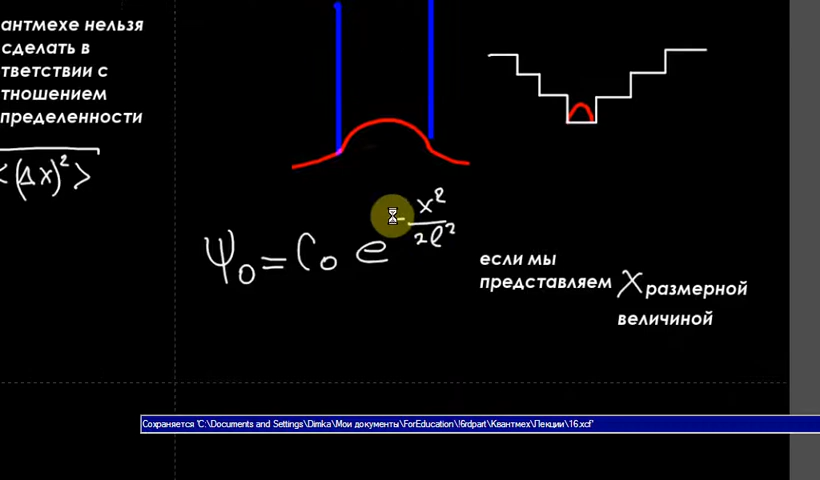 антмехе нельзя
сделать в
тветствии с
тношением
пределенности
<(Δx)²>
ψ₀ = C₀ e^(-x²/2ℓ²)
если мы
представляем X размерной
величиной
Сохраняется "C:\Documents and Settings\Dimka\Мои документы\ForEducation\!6rdpart\Квантмех\Лекции\16.xcf"